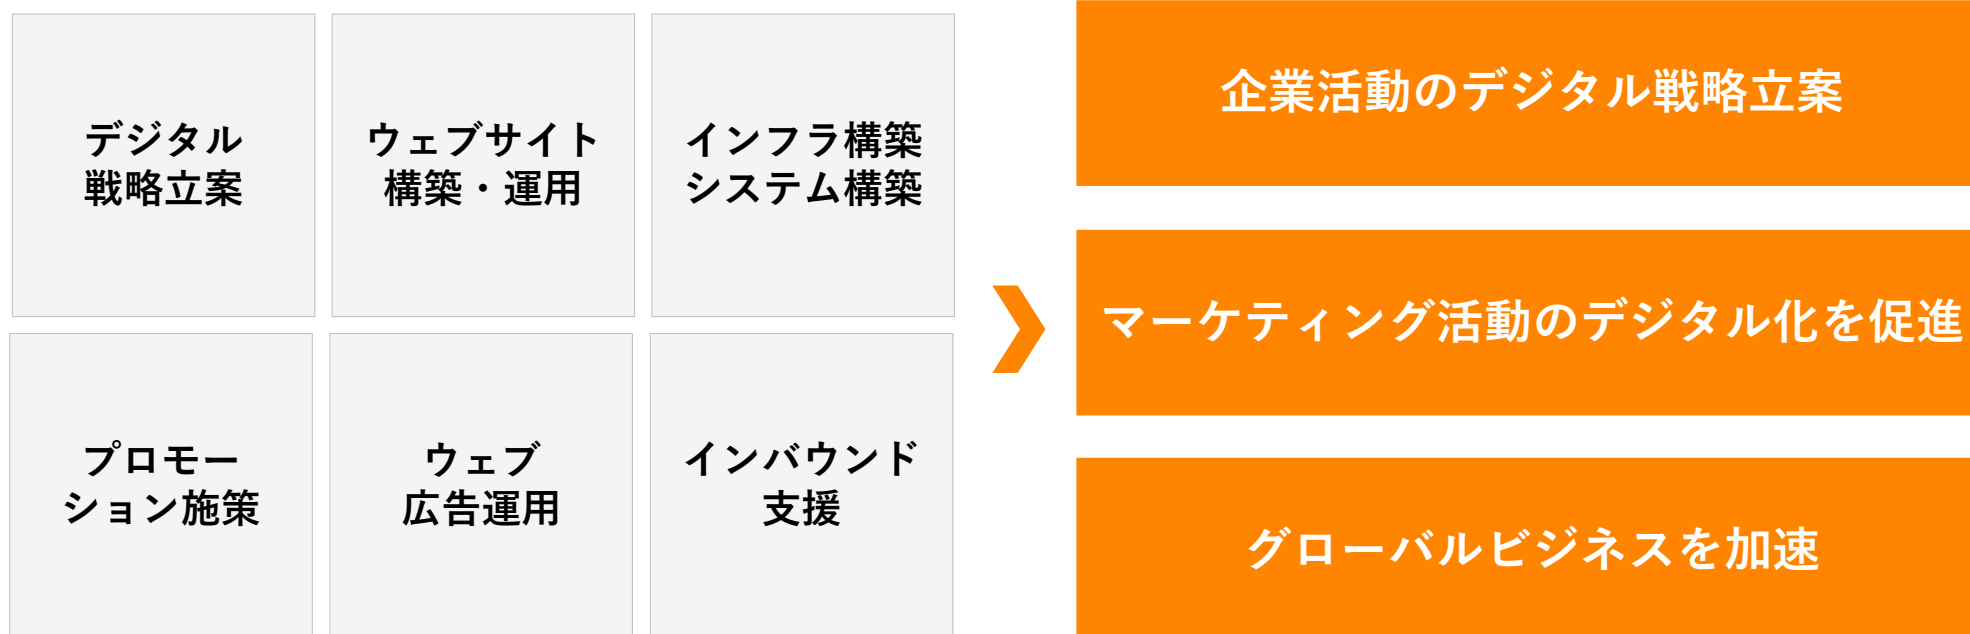 デジタル
戦略立案
ウェブサイト
構築・運用
インフラ構築
システム構築
プロモー
ション施策
ウェブ
広告運用
インバウンド
支援
企業活動のデジタル戦略立案
マーケティング活動のデジタル化を促進
グローバルビジネスを加速